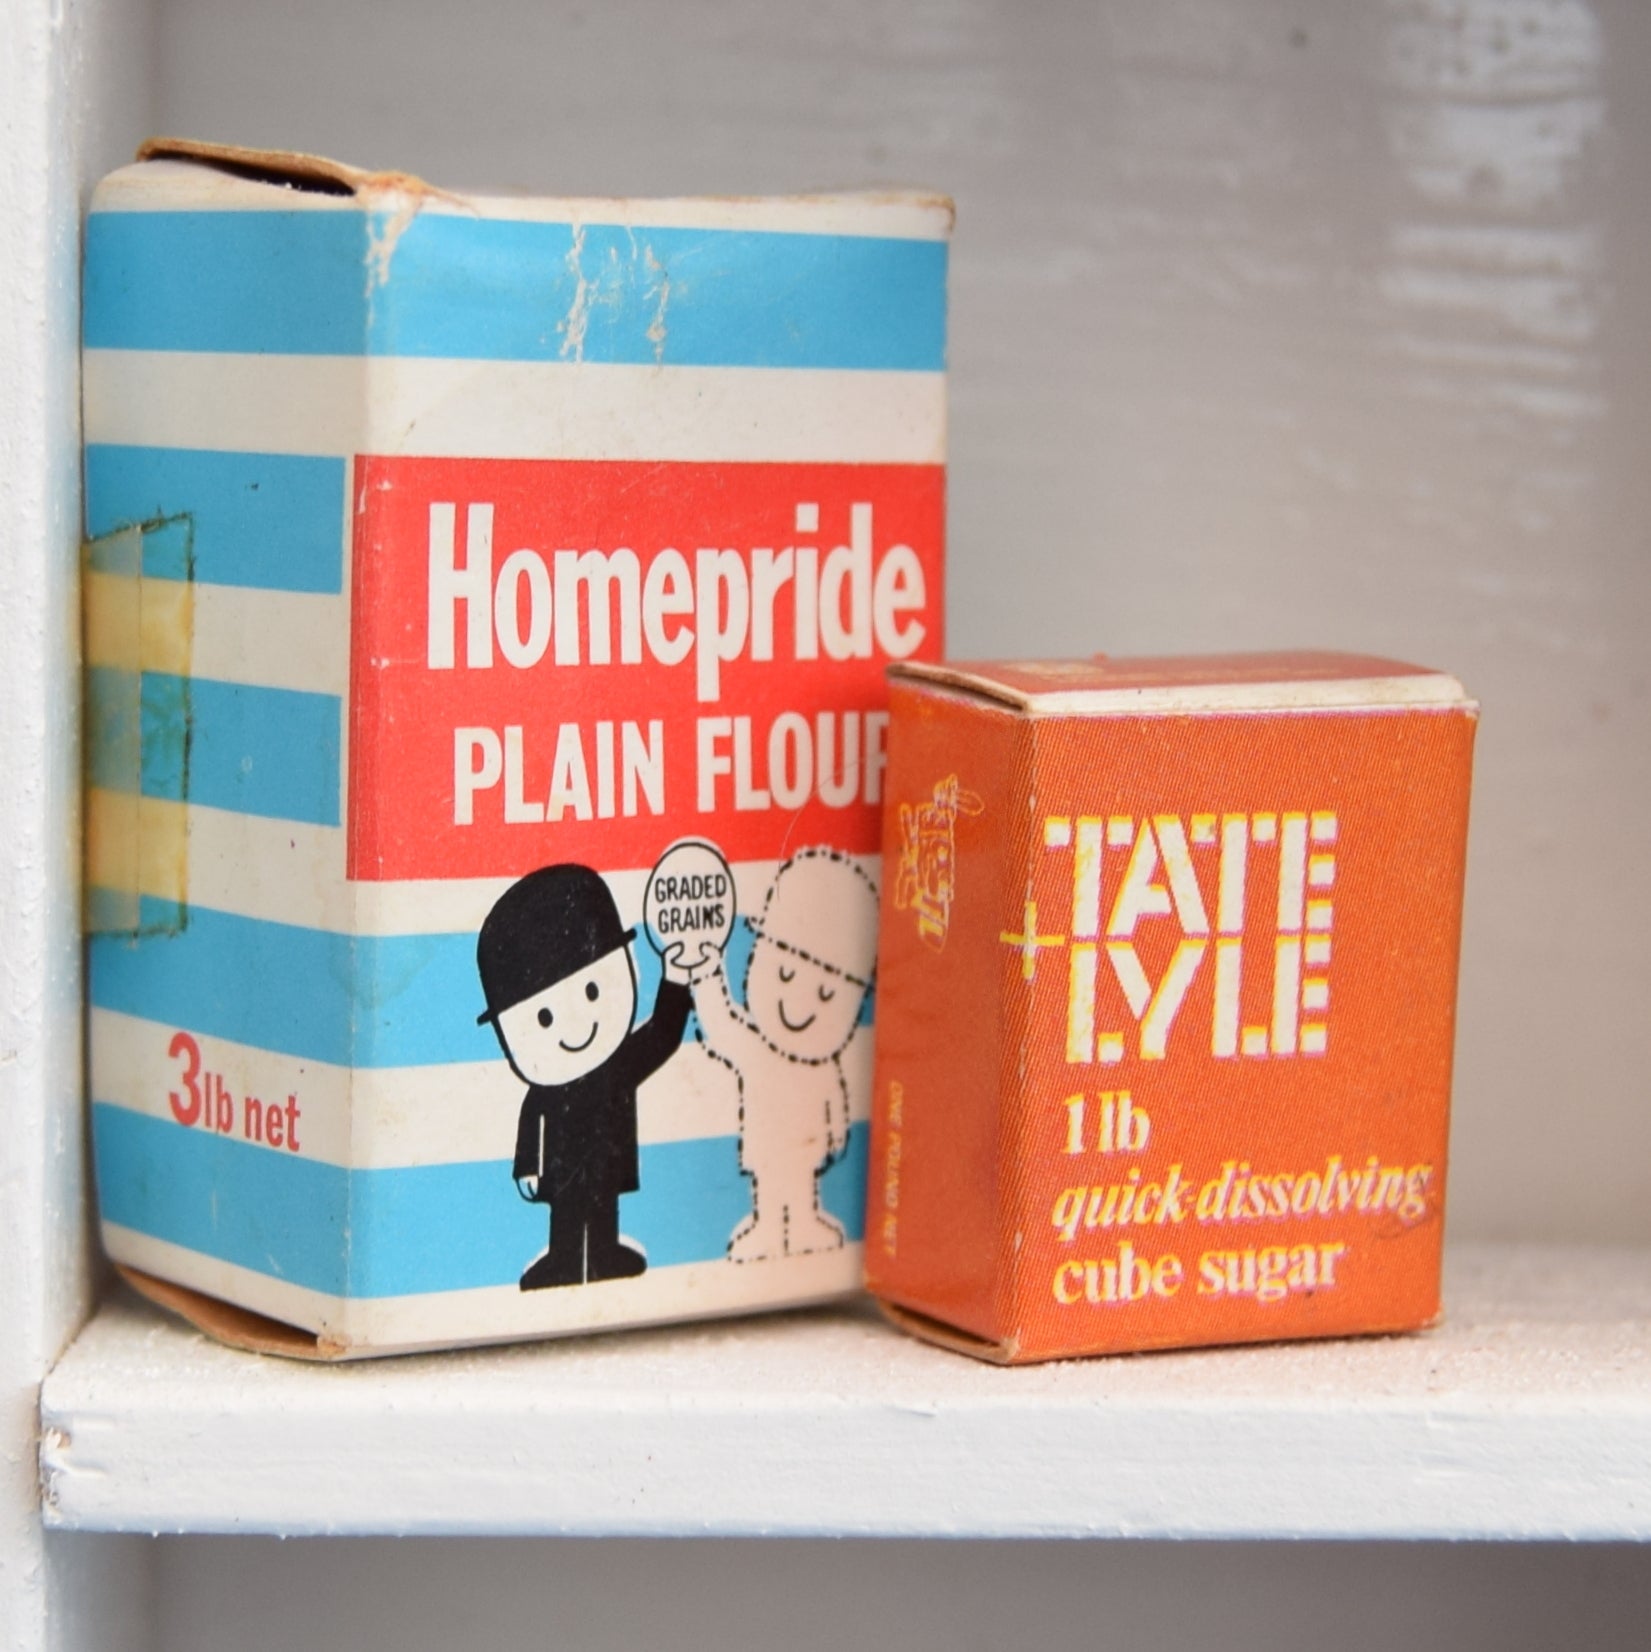 Homepride
PLAIN FLOUR
GRADED
GRAINS
3lb net
TATE
+
LYLE
1 lb
quick-dissolving
cube sugar
ONE POUND NET